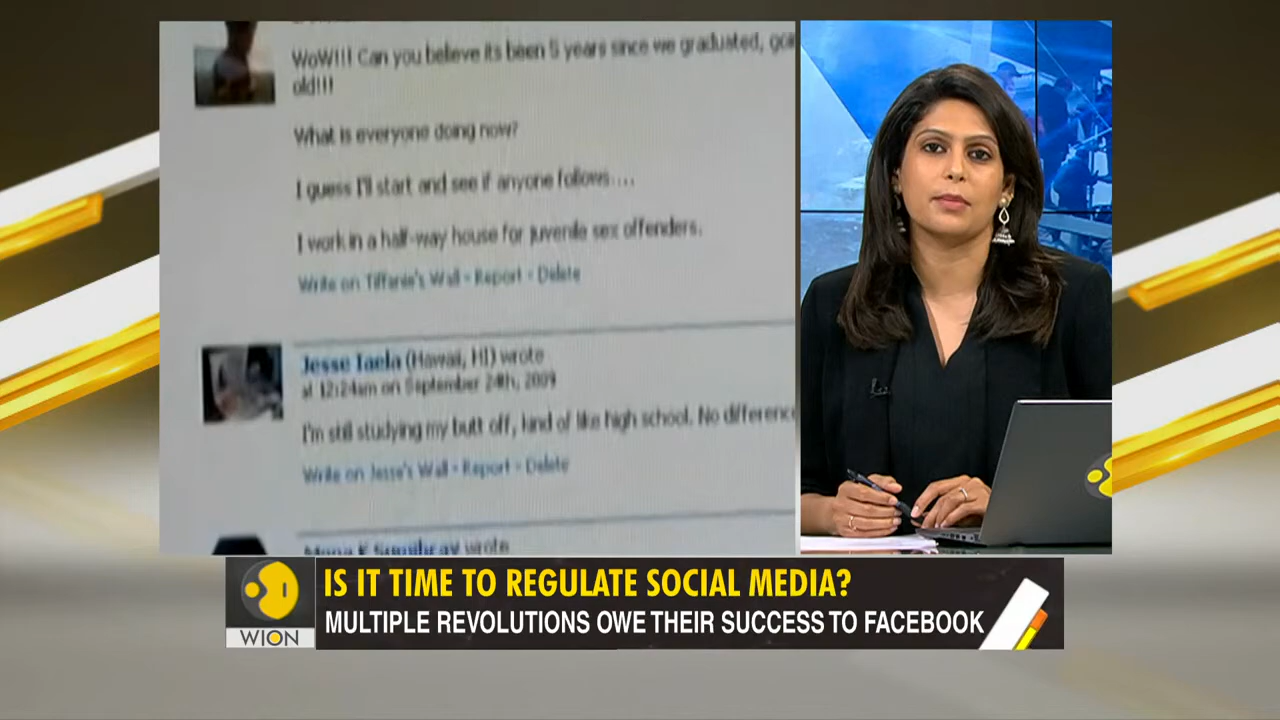 WoW!!! Can you believe its been 5 years since we graduated,
old!!!
What is everyone doing now?
I guess I'll start and see if anyone follows....
I work in a half-way house for juvenile sex offenders.
Write on Tiffanie's Wall - Report - Delete
Jesse Iaela (Hawaii, HI) wrote
at 12:24am on September 24th, 2009
I'm still studying my butt off, kind of like high school. No difference
Write on Jesse's Wall - Report - Delete
wrote
IS IT TIME TO REGULATE SOCIAL MEDIA?
MULTIPLE REVOLUTIONS OWE THEIR SUCCESS TO FACEBOOK
WION